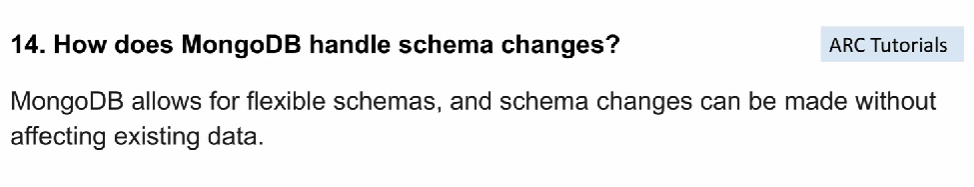 14. How does MongoDB handle schema changes?
ARC Tutorials
MongoDB allows for flexible schemas, and schema changes can be made without
affecting existing data.